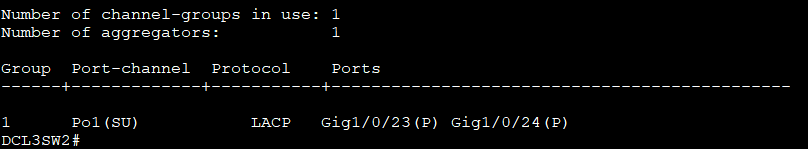 Number of channel-groups in use: 1
Number of aggregators:           1
Group  Port-channel  Protocol    Ports
------+-------------+-----------+----------------------------------------------
1      Po1(SU)           LACP   Gig1/0/23(P) Gig1/0/24(P)
DCL3SW2#